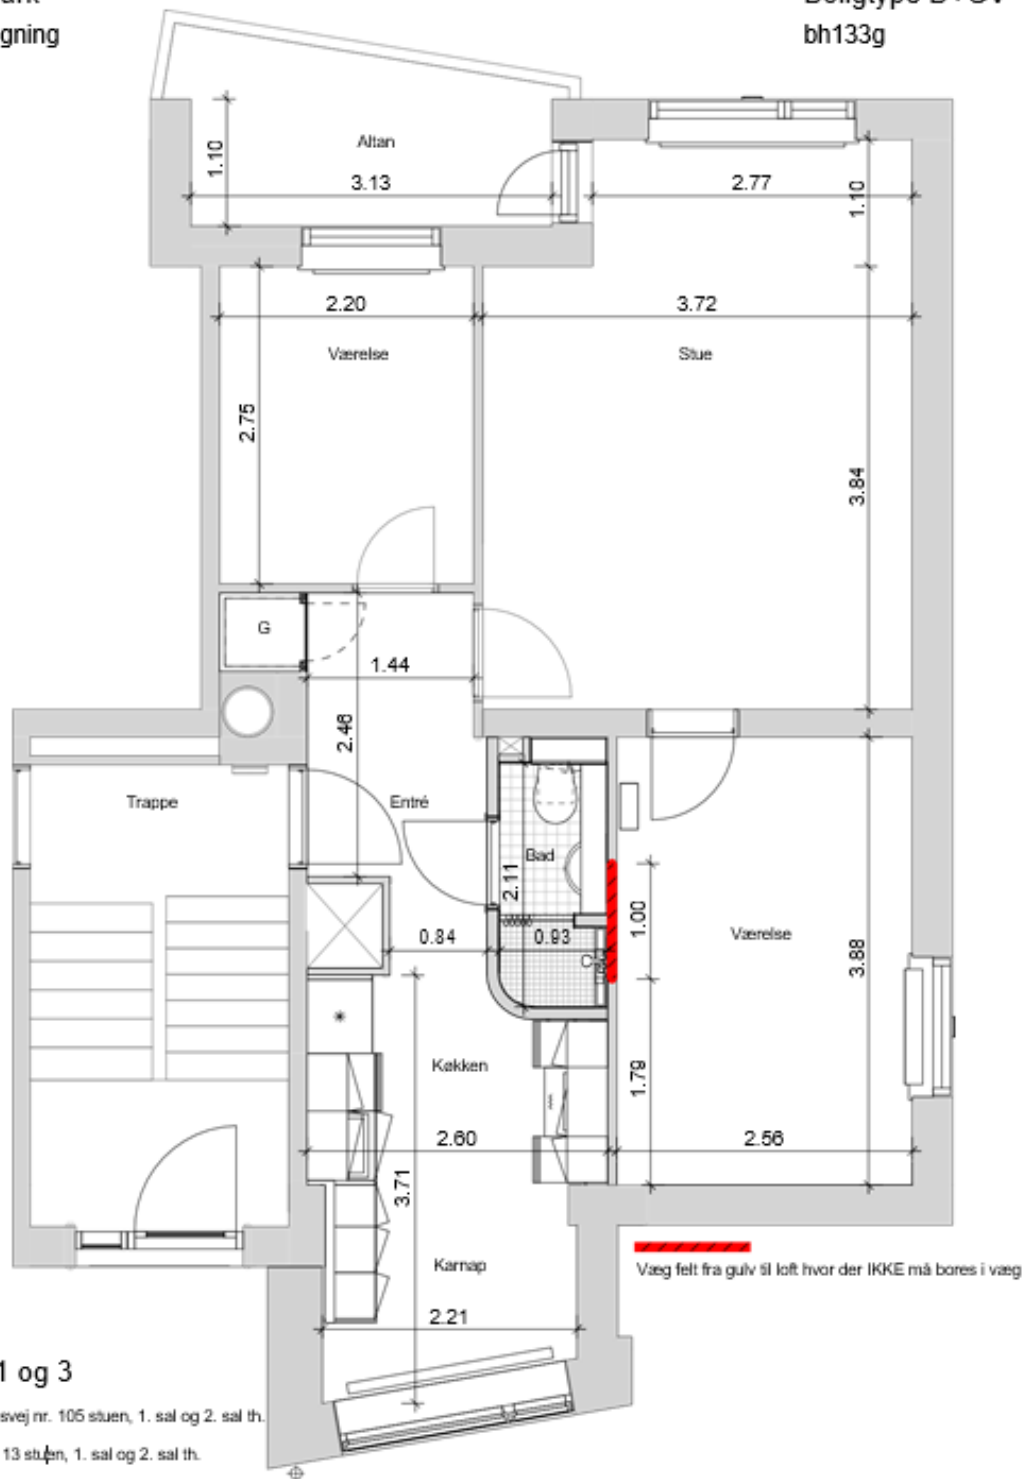 gning
bh133g
Altan
1.10
3.13
2.77
1.10
2.20
3.72
Værelse
Stue
2.75
3.84
G
1.44
2.46
Trappe
Entré
Bad
2.11
0.84
0.93
1.00
Værelse
3.88
Køkken
1.79
2.60
2.56
3.71
Karnap
Væg felt fra gulv til loft hvor der IKKE må bores i væg
2.21
1 og 3
svej nr. 105 stuen, 1. sal og 2. sal th.
13 stuen, 1. sal og 2. sal th.